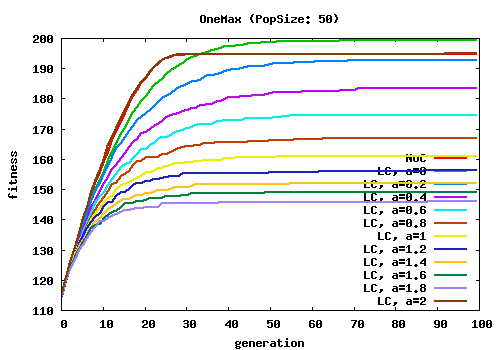 OneMax (PopSize: 50)
200
190
180
170
160
150
140
130
120
110
fitness
NoC
LC, a=0
LC, a=0.2
LC, a=0.4
LC, a=0.6
LC, a=0.8
LC, a=1
LC, a=1.2
LC, a=1.4
LC, a=1.6
LC, a=1.8
LC, a=2
0 10 20 30 40 50 60 70 80 90 100
generation